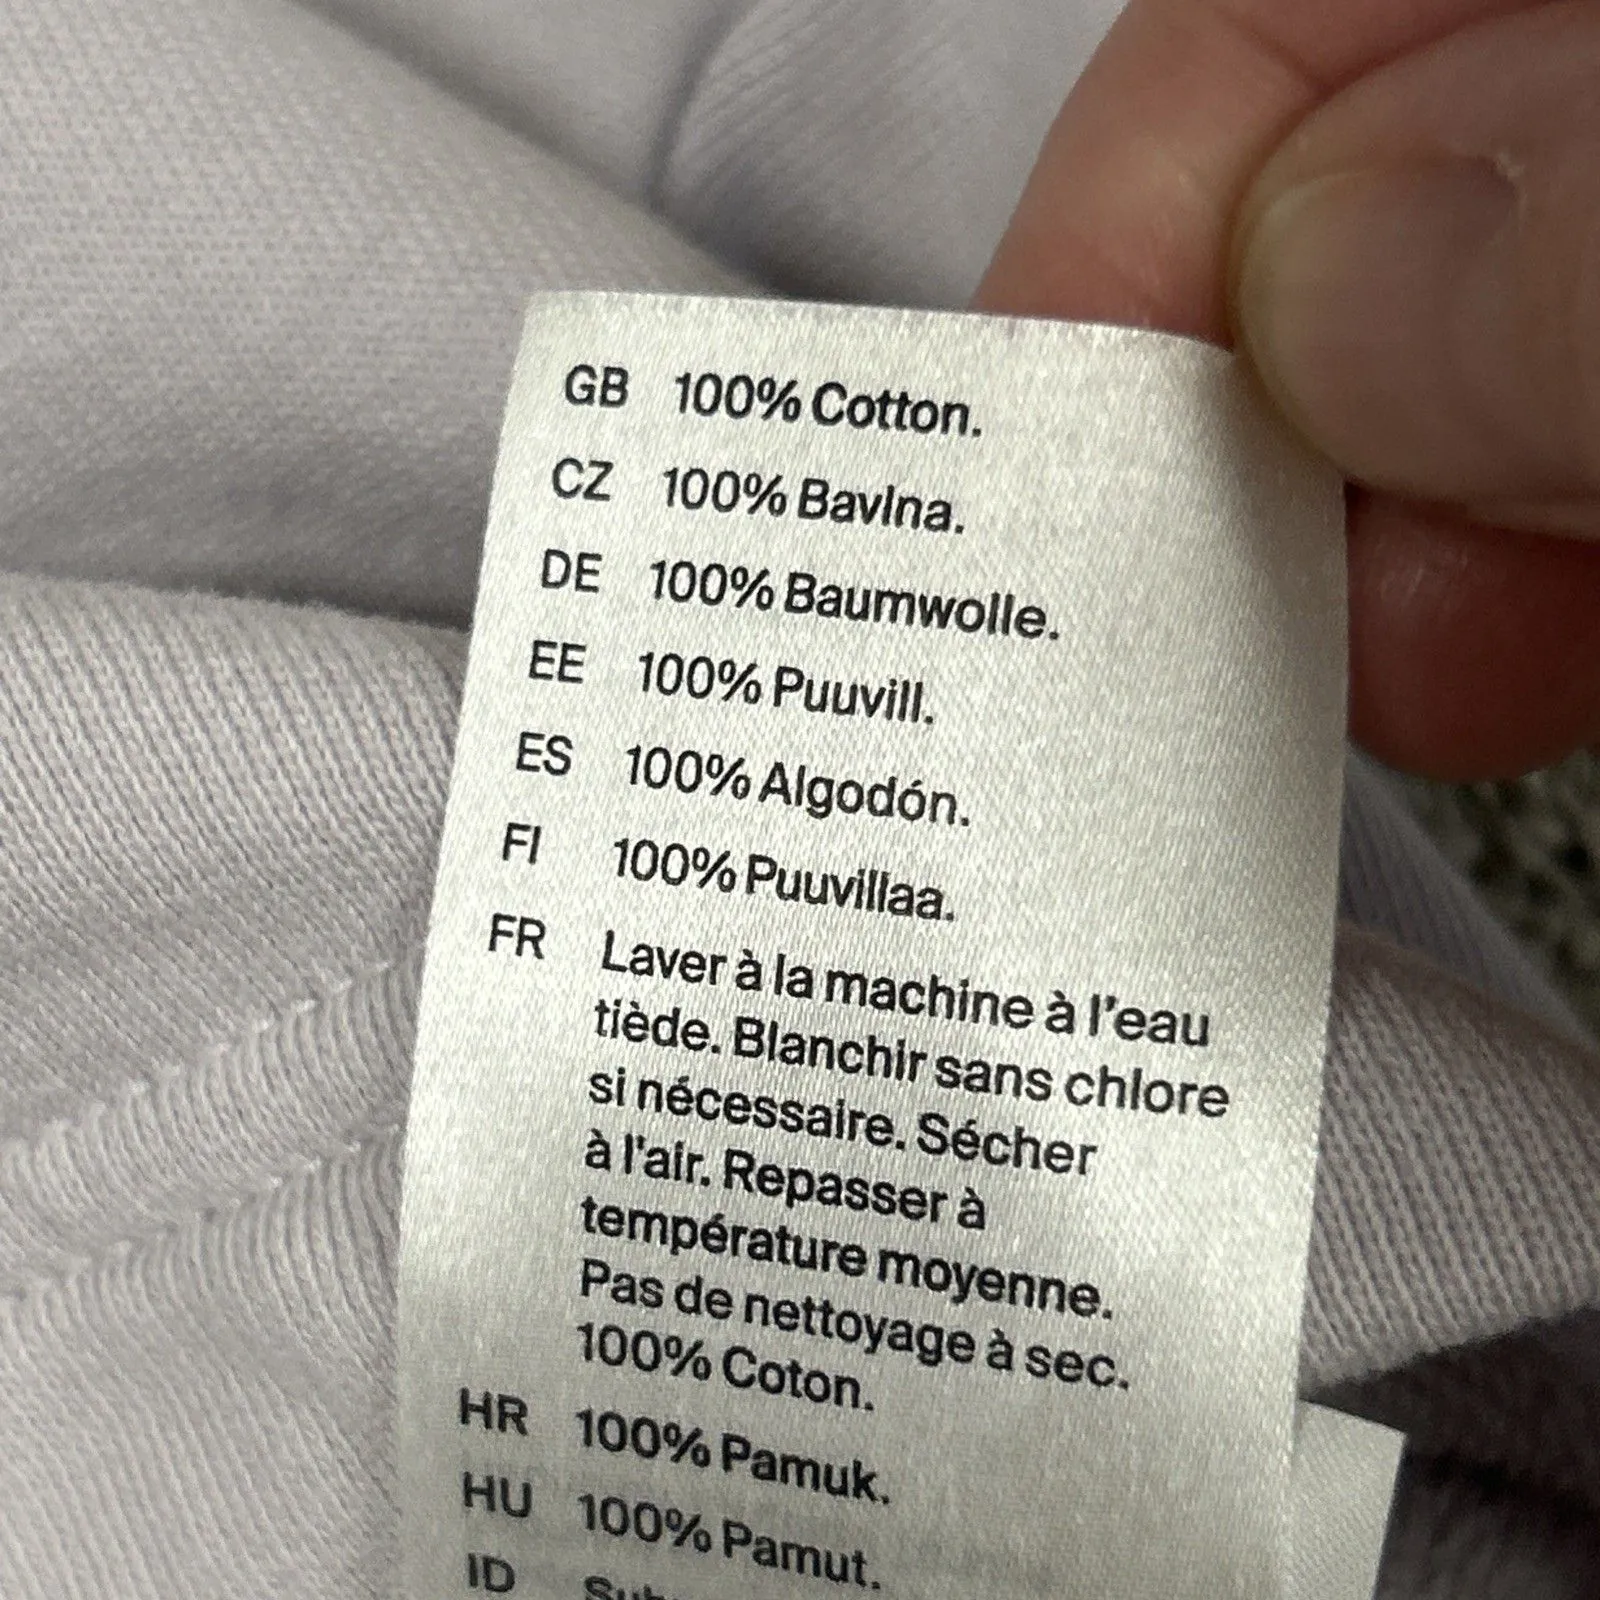 GB 100% Cotton.
CZ 100% Bavlna.
DE 100% Baumwolle.
EE 100% Puuvill.
ES 100% Algodón.
FI 100% Puuvillaa.
FR Laver à la machine à l'eau
tiède. Blanchir sans chlore
si nécessaire. Sécher
à l'air. Repasser à
température moyenne.
Pas de nettoyage à sec.
100% Coton.
HR 100% Pamuk.
HU 100% Pamut.
ID